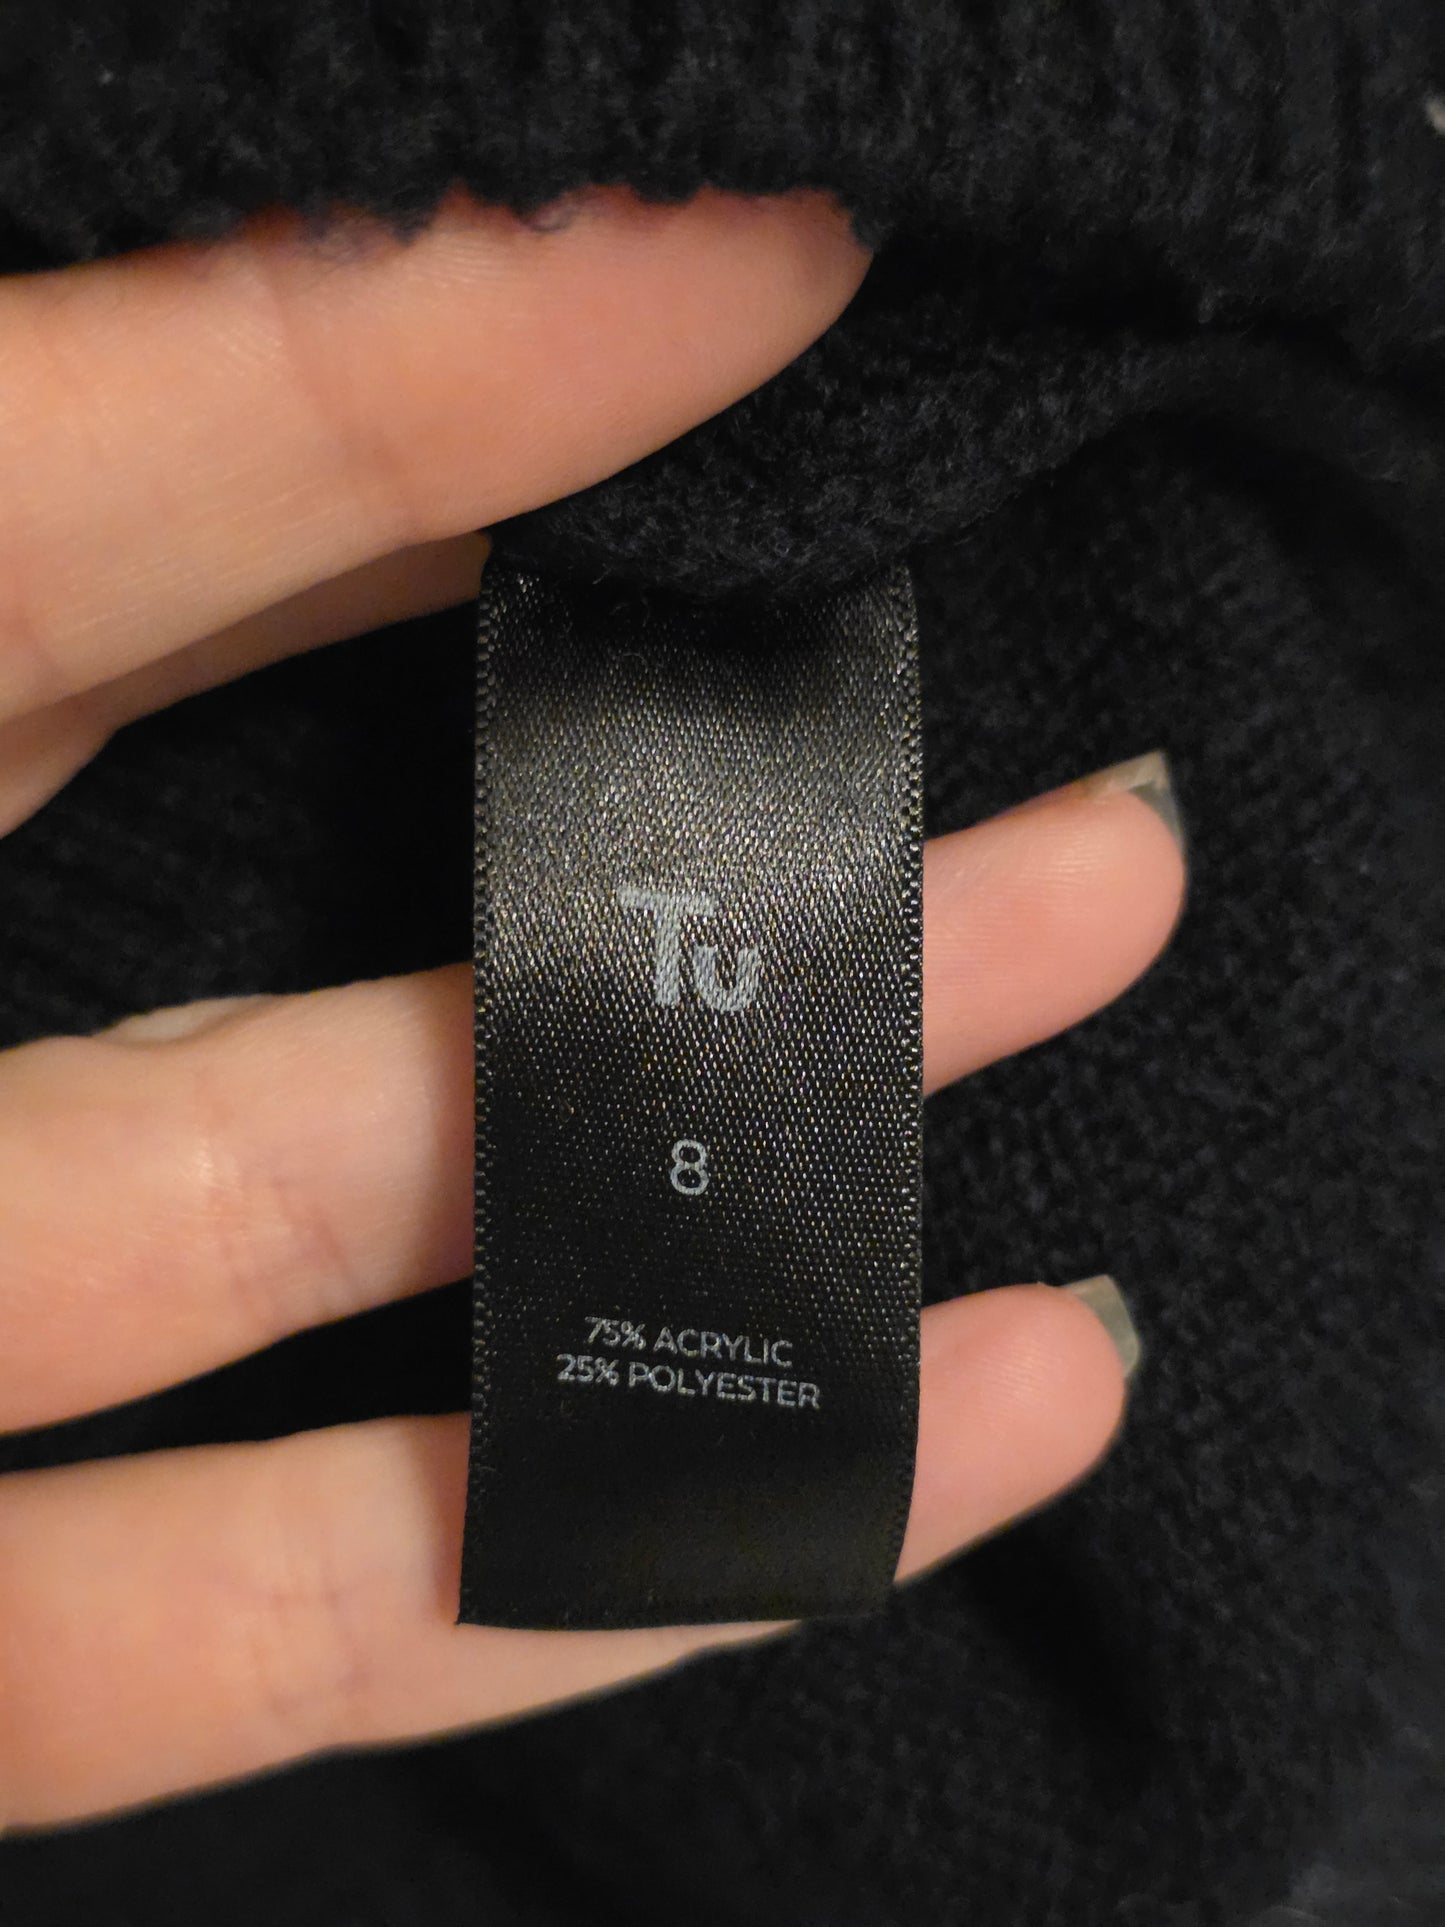 Tu
8
75% ACRYLIC
25% POLYESTER